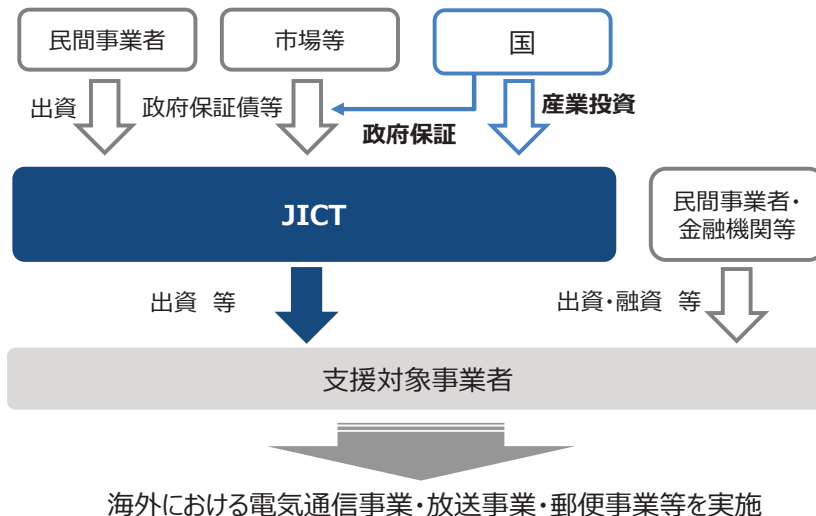 民間事業者
市場等
国
出資
政府保証債等
政府保証
産業投資
JICT
民間事業者・
金融機関等
出資 等
出資・融資 等
支援対象事業者
海外における電気通信事業・放送事業・郵便事業等を実施